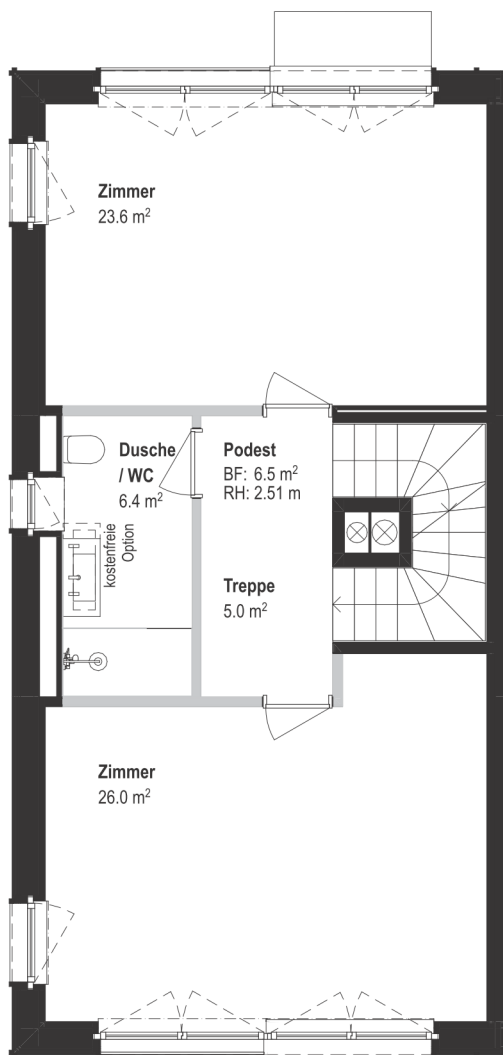 Zimmer
23.6 m²
Dusche
/ WC
6.4 m²
Podest
BF: 6.5 m²
RH: 2.51 m
kostenfreie
Option
Treppe
5.0 m²
Zimmer
26.0 m²